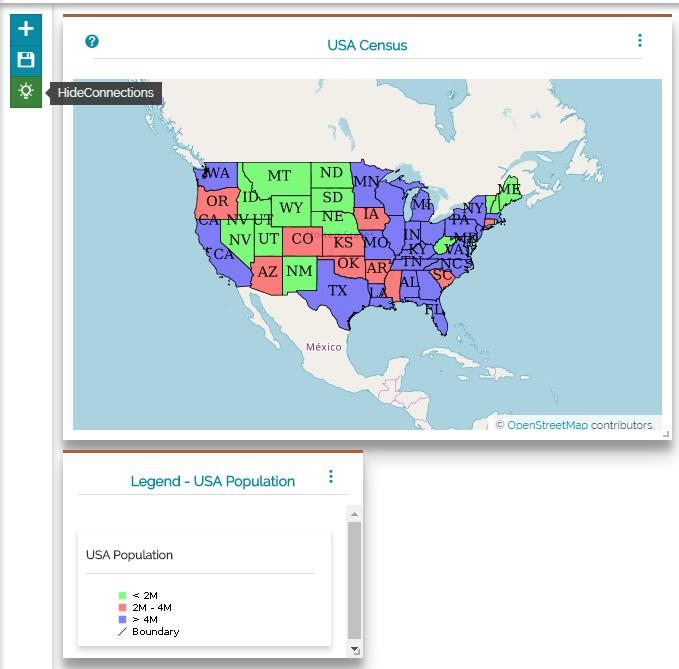 USA Census
HideConnections
WA
MT
ND
MN
ME
OR
ID
SD
WY
IA
MI
NY
CA NV UT
NE
PA
NV
UT
CO
KS
MO
IN
KY
VA
CA
AZ
NM
OK
AR
TN
NC
SC
TX
LA
AL
FL
México
© OpenStreetMap contributors.
Legend - USA Population
USA Population
< 2M
2M - 4M
> 4M
Boundary